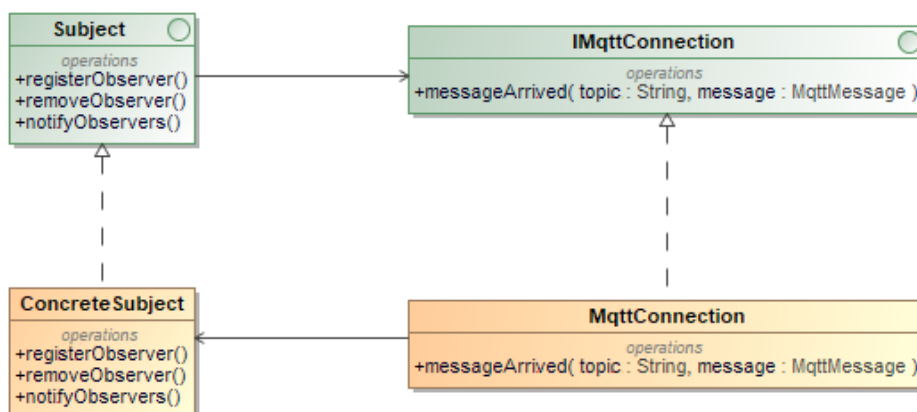 Subject
operations
+registerObserver()
+removeObserver()
+notifyObservers()
IMqttConnection
operations
+messageArrived( topic : String, message : MqttMessage )
ConcreteSubject
operations
+registerObserver()
+removeObserver()
+notifyObservers()
MqttConnection
operations
+messageArrived( topic : String, message : MqttMessage )